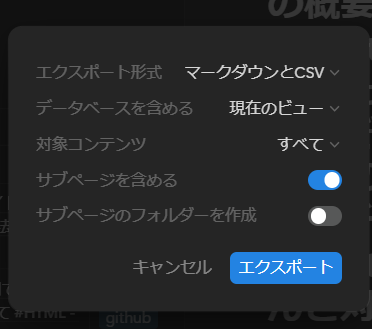 の概要
エクスポート形式 マークダウンとCSV
データベースを含める 現在のビュー
対象コンテンツ すべて
サブページを含める
サブページのフォルダーを作成
キャンセル エクスポート
て #HTML - github